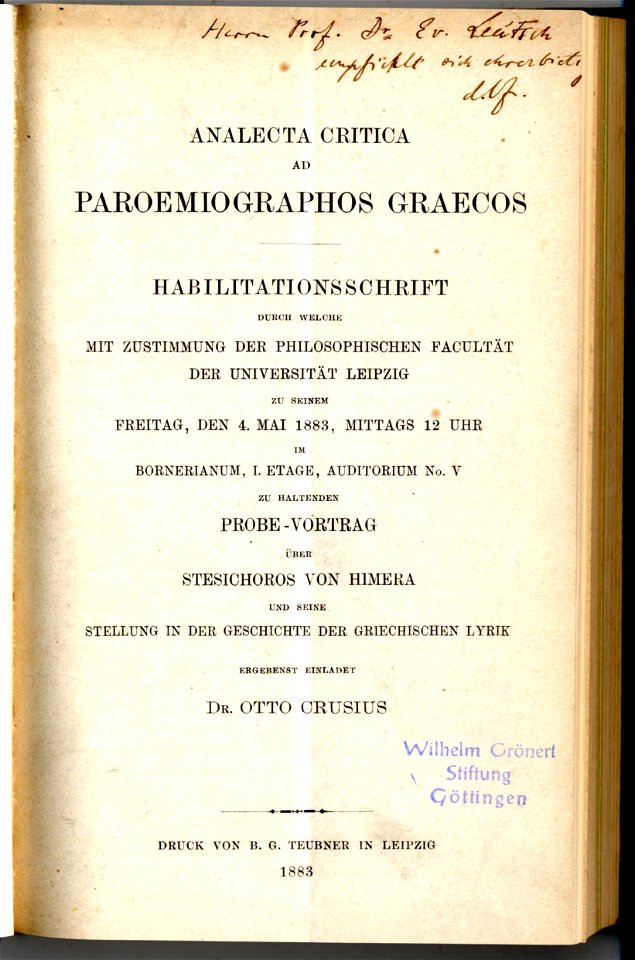 Herrn Prof. Dr. Ev. Leutsch
empfiehlt sich ehrerbietig
d. Vf.
ANALECTA CRITICA
AD
PAROEMIOGRAPHOS GRAECOS
HABILITATIONSSCHRIFT
DURCH WELCHE
MIT ZUSTIMMUNG DER PHILOSOPHISCHEN FACULTÄT
DER UNIVERSITÄT LEIPZIG
ZU SEINEM
FREITAG, DEN 4. MAI 1883, MITTAGS 12 UHR
IM
BORNERIANUM, I. ETAGE, AUDITORIUM No. V
ZU HALTENDEN
PROBE-VORTRAG
ÜBER
STESICHOROS VON HIMERA
UND SEINE
STELLUNG IN DER GESCHICHTE DER GRIECHISCHEN LYRIK
ERGEBENST EINLADET
DR. OTTO CRUSIUS
Wilhelm Grönert
Stiftung
Göttingen
DRUCK VON B. G. TEUBNER IN LEIPZIG
1883